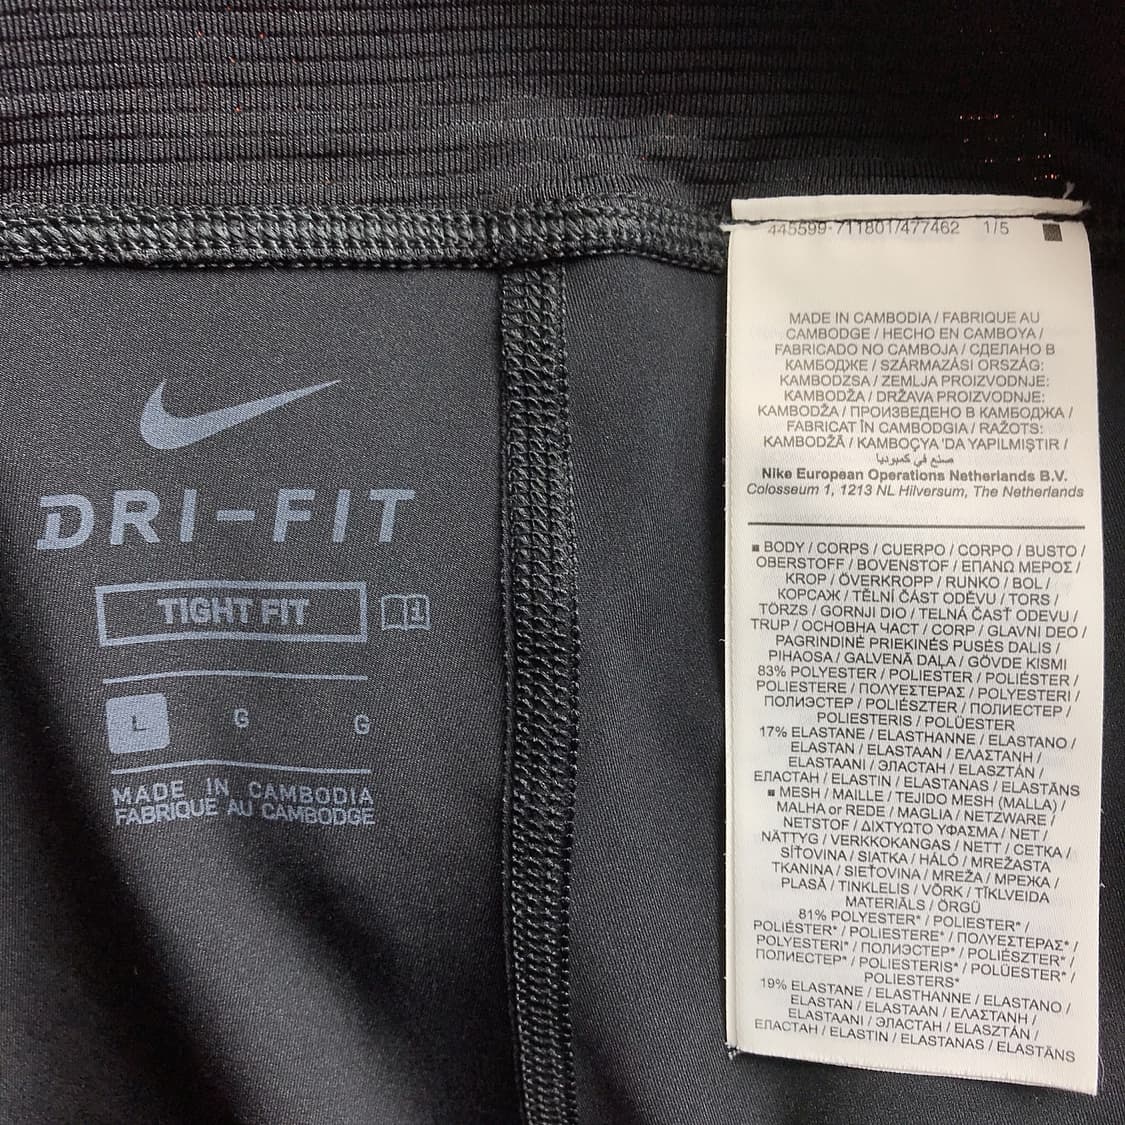 DRI-FIT
TIGHT FIT
1
L G G
MADE IN CAMBODIA
FABRIQUE AU CAMBODGE
445599-711801/477462 1/5
MADE IN CAMBODIA / FABRIQUE AU
CAMBODGE / HECHO EN CAMBOYA /
FABRICADO NO CAMBOJA / СДЕЛАНО В
КАМБОДЖЕ / SZÁRMAZÁSI ORSZÁG:
KAMBODZSA / ZEMLJA PROIZVODNJE:
KAMBODŽA / DRŽAVA PROIZVODNJE:
KAMBODŽA / ПРОИЗВЕДЕНО В КАМБОДЖА /
FABRICAT ÎN CAMBODGIA / RAŽOTS:
KAMBODŽĀ / KAMBOÇYA 'DA YAPILMIŞTIR /
صنع في كمبوديا
Nike European Operations Netherlands B.V.
Colosseum 1, 1213 NL Hilversum, The Netherlands
■ BODY / CORPS / CUERPO / CORPO / BUSTO /
OBERSTOFF / BOVENSTOF / ΕΠΑΝΩ ΜΕΡΟΣ /
KROP / ÖVERKROPP / RUNKO / BOL /
КОРСАЖ / TĚLNÍ ČÁST ODĚVU / TORS /
TÖRZS / GORNJI DIO / TELNÁ ČASŤ ODEVU /
TRUP / ОСНОВНА ЧАСТ / CORP / GLAVNI DEO /
PAGRINDINĖ PRIEKINĖS PUSĖS DALIS /
PIHAOSA / GALVENĀ DAĻA / GÖVDE KISMI
83% POLYESTER / POLIESTER / POLIÉSTER /
POLIESTERE / ΠΟΛΥΕΣΤΕΡΑΣ / POLYESTERI /
ПОЛИЭСТЕР / POLIÉSZTER / ПОЛИЕСТЕР /
POLIESTERIS / POLÜESTER
17% ELASTANE / ELASTHANNE / ELASTANO /
ELASTAN / ELASTAAN / ΕΛΑΣΤΑΝΗ /
ELASTAANI / ЭЛАСТАН / ELASZTÁN /
ЕЛАСТАН / ELASTIN / ELASTANAS / ELASTĀNS
■ MESH / MAILLE / TEJIDO MESH (MALLA) /
MALHA or REDE / MAGLIA / NETZWARE /
NETSTOF / ΔΙΧΤΥΩΤΟ ΥΦΑΣΜΑ / NET /
NÄTTYG / VERKKOKANGAS / NETT / СЕТКА /
SÍŤOVINA / SIATKA / HÁLÓ / MREŽASTA
TKANINA / SIEŤOVINA / MREŽA / МРЕЖА /
PLASĂ / TINKLELIS / VÕRK / TĪKLVEIDA
MATERIĀLS / ÖRGÜ
81% POLYESTER* / POLIESTER* /
POLIÉSTER* / POLIESTERE* / ΠΟΛΥΕΣΤΕΡΑΣ* /
POLYESTERI* / ПОЛИЭСТЕР* / POLIÉSZTER* /
ПОЛИЕСТЕР* / POLIESTERIS* / POLÜESTER* /
POLIESTERS*
19% ELASTANE / ELASTHANNE / ELASTANO /
ELASTAN / ELASTAAN / ΕΛΑΣΤΑΝΗ /
ELASTAANI / ЭЛАСТАН / ELASZTÁN /
ЕЛАСТАН / ELASTIN / ELASTANAS / ELASTĀNS